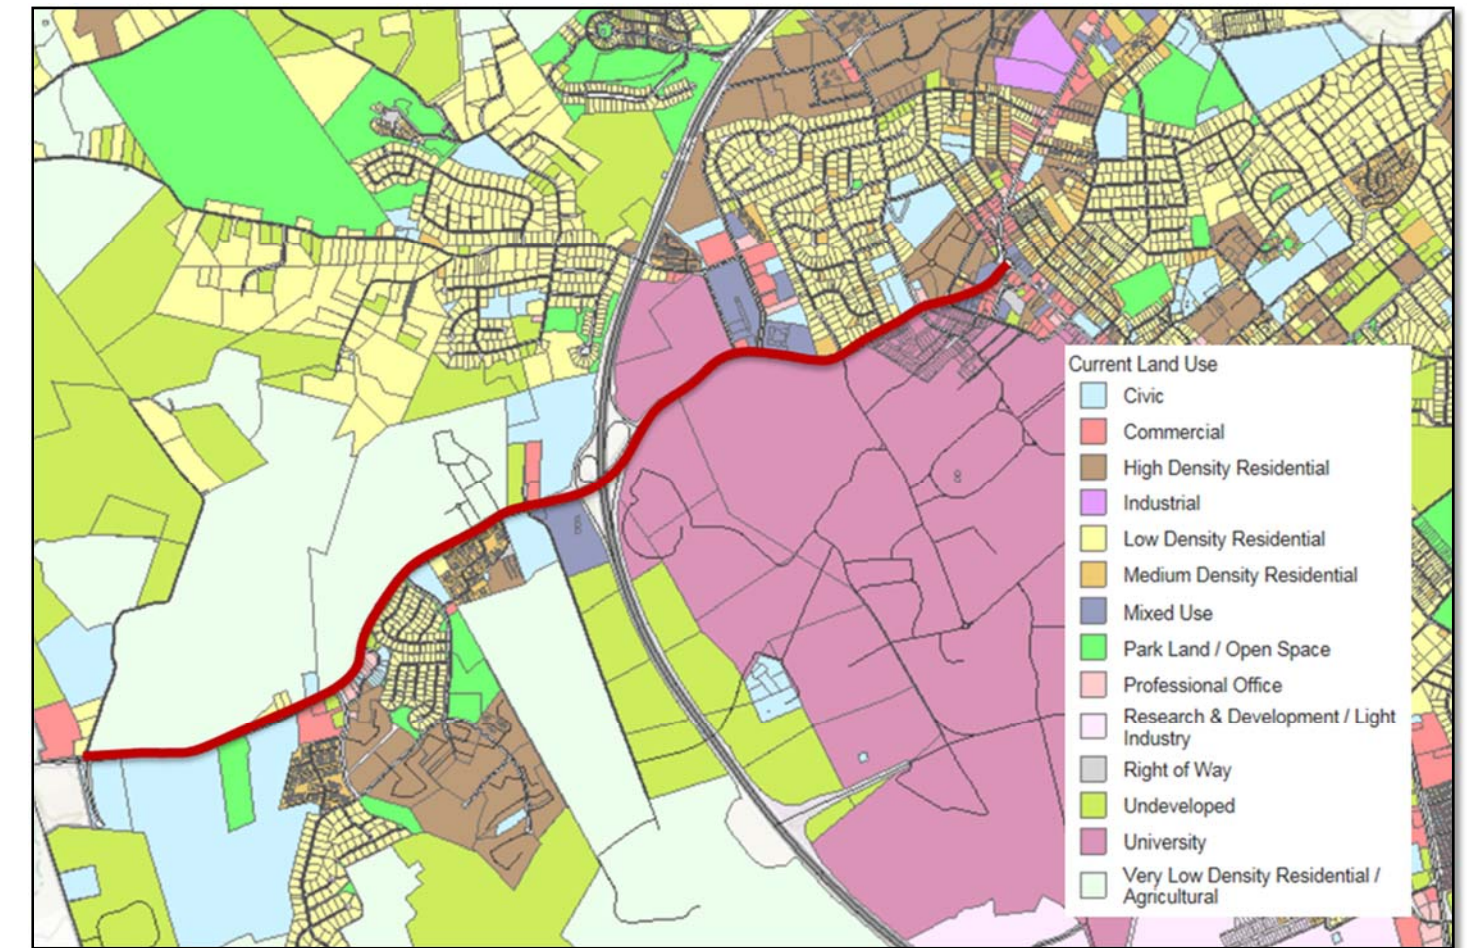 Current Land Use
Civic
Commercial
High Density Residential
Industrial
Low Density Residential
Medium Density Residential
Mixed Use
Park Land / Open Space
Professional Office
Research & Development / Light
Industry
Right of Way
Undeveloped
University
Very Low Density Residential /
Agricultural